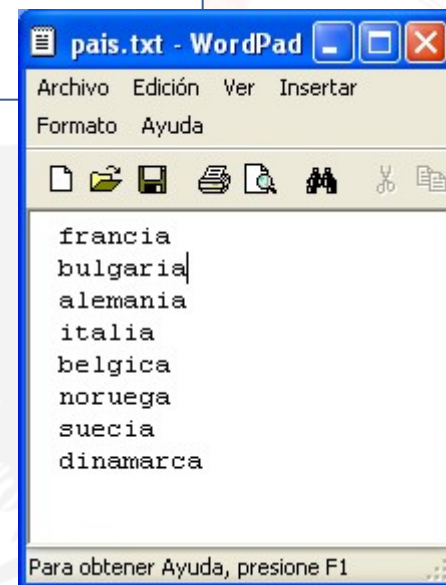 pais.txt - WordPad
Archivo Edición Ver Insertar
Formato Ayuda
francia
bulgaria
alemania
italia
belgica
noruega
suecia
dinamarca
Para obtener Ayuda, presione F1